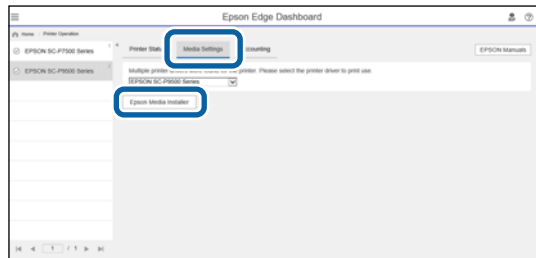 Epson Edge Dashboard
Home Printer Operation
EPSON SC-P7500 Series
Printer Stat Media Settings counting
EPSON Manuals
EPSON SC-P9500 Series
Multiple printer drivers were found for the printer. Please select the printer driver to print use.
EPSON SC-P9500 Series
Epson Media Installer
1 / 1